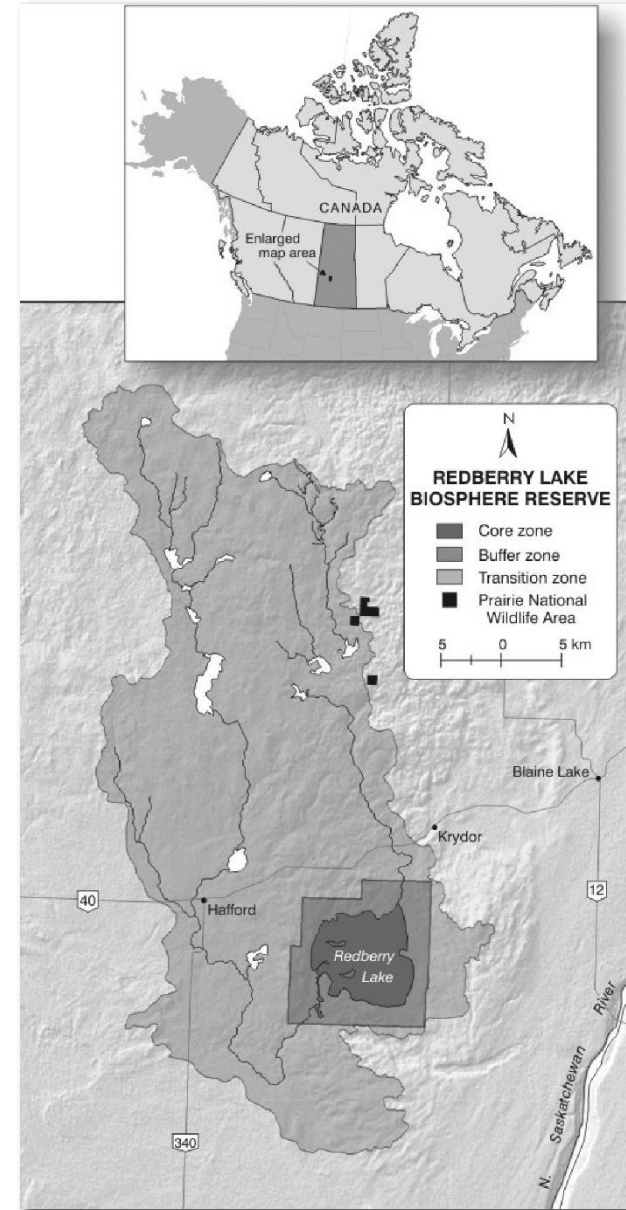 CANADA
Enlarged
map area
N
REDBERRY LAKE
BIOSPHERE RESERVE
Core zone
Buffer zone
Transition zone
Prairie National
Wildlife Area
5 0 5 km
Blaine Lake
Krydor
40
Hafford
12
Redberry
Lake
N. Saskatchewan River
340